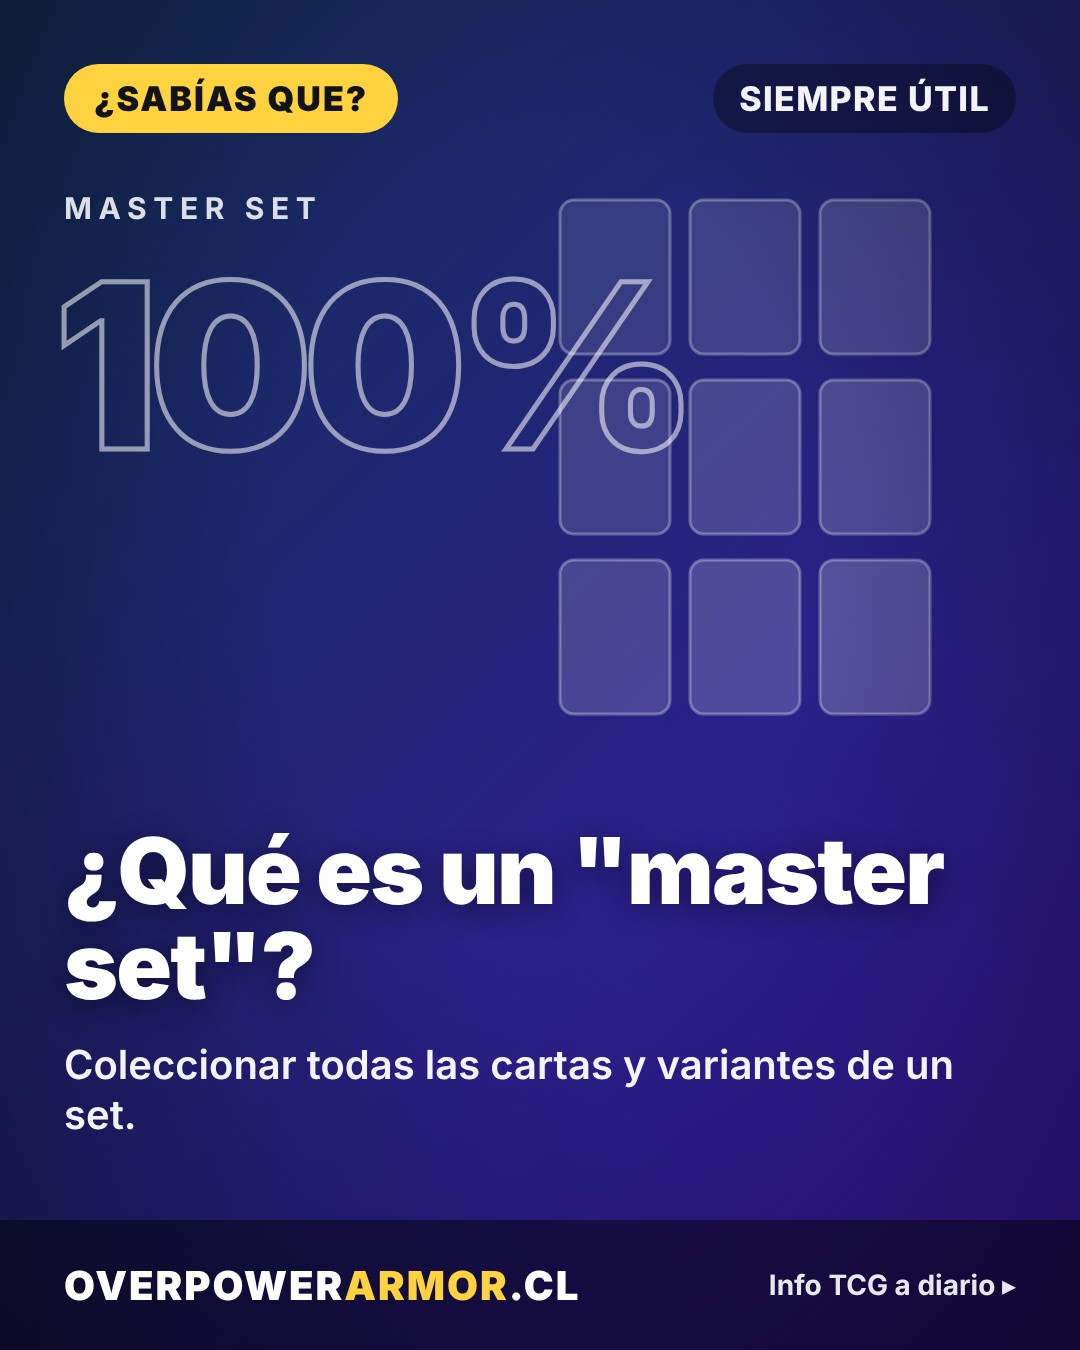 ¿SABÍAS QUE?
SIEMPRE ÚTIL
MASTER SET
100%
¿Qué es un "master
set"?
Coleccionar todas las cartas y variantes de un
set.
OVERPOWERARMOR.CL
Info TCG a diario ▸